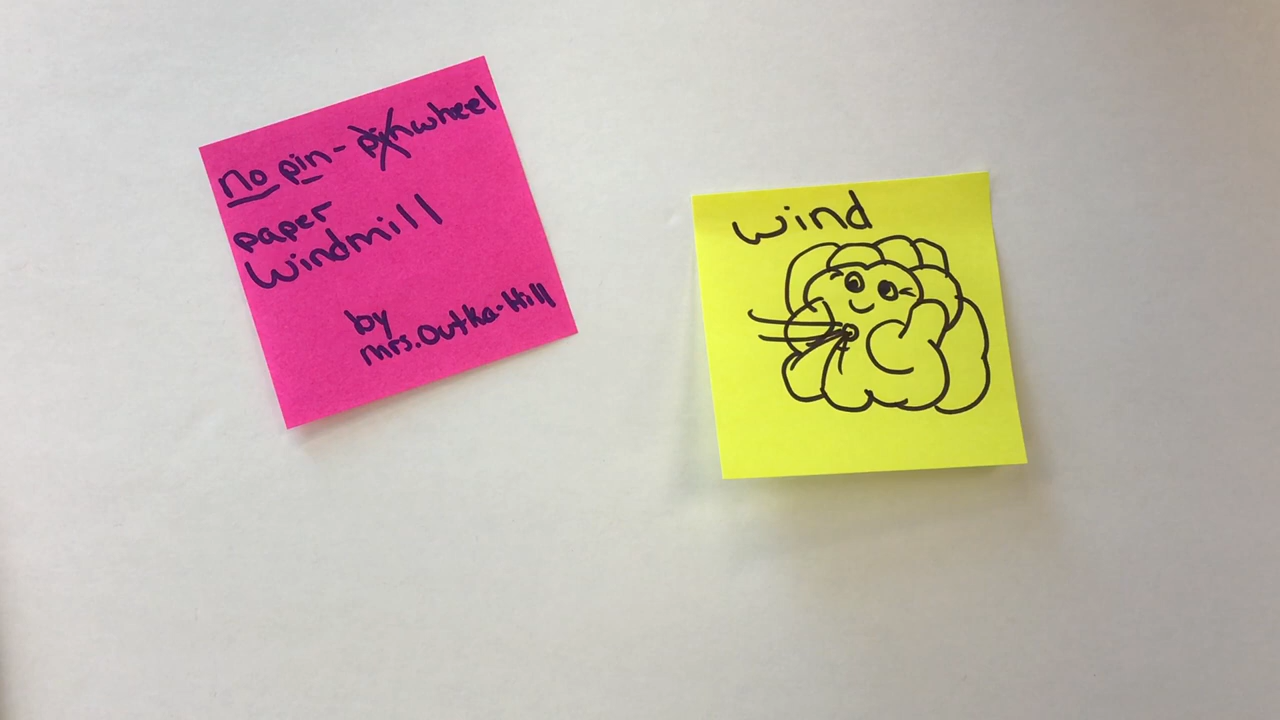 no pin- pinwheel
paper
windmill
by
mrs. Outka-Hill
wind